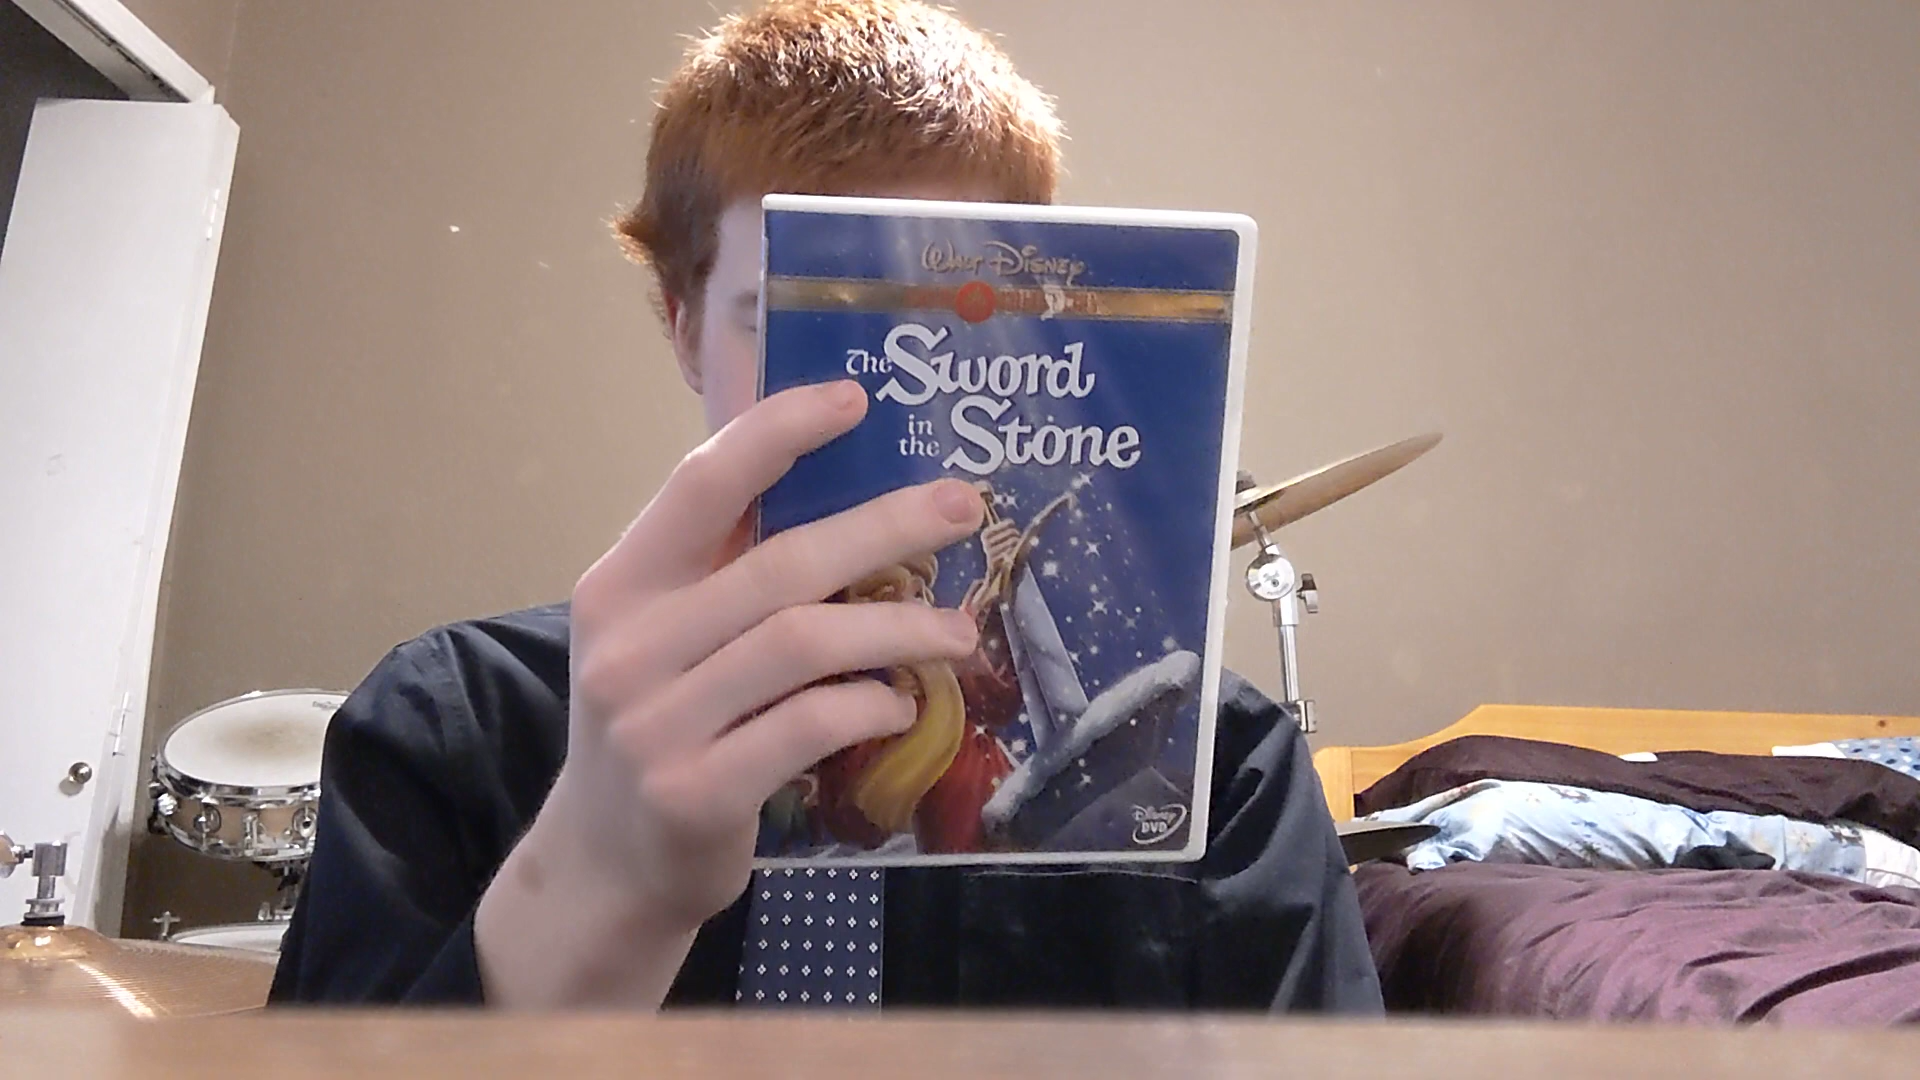 Walt Disney
The Sword
in the Stone
Disney
DVD